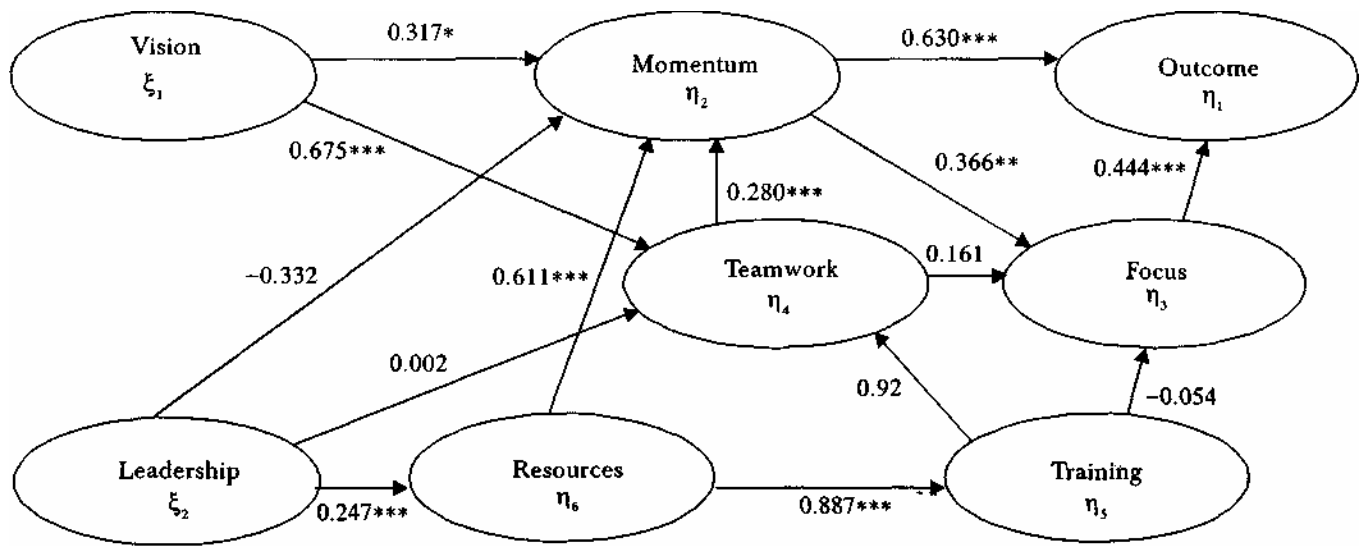 0.317*
0.630***
Vision
ξ₁
Momentum
η₂
Outcome
η₁
0.675***
0.366**
0.444***
0.280***
-0.332
0.611***
Teamwork
η₄
0.161
Focus
η₃
0.002
0.92
-0.054
Leadership
ξ₂
Resources
η₆
Training
η₅
0.247***
0.887***